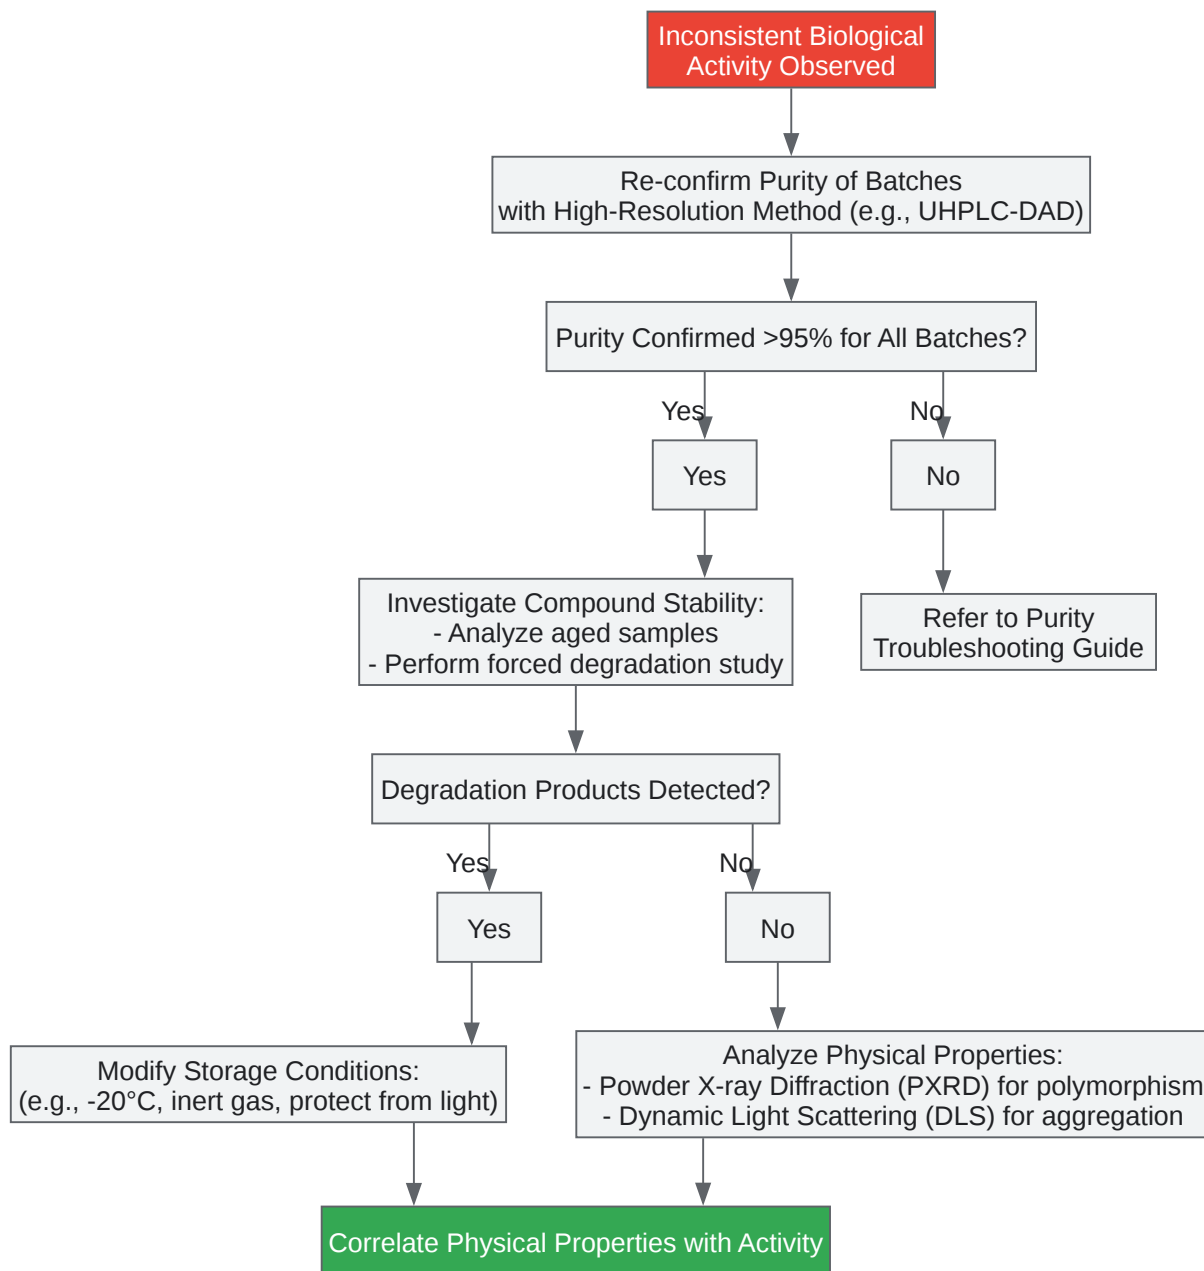 Inconsistent Biological
Activity Observed
Re-confirm Purity of Batches
with High-Resolution Method (e.g., UHPLC-DAD)
Purity Confirmed >95% for All Batches?
Yes
No
Yes
No
Investigate Compound Stability:
- Analyze aged samples
- Perform forced degradation study
Refer to Purity
Troubleshooting Guide
Degradation Products Detected?
Yes
No
Yes
No
Modify Storage Conditions:
(e.g., -20°C, inert gas, protect from light)
Analyze Physical Properties:
- Powder X-ray Diffraction (PXRD) for polymorphism
- Dynamic Light Scattering (DLS) for aggregation
Correlate Physical Properties with Activity